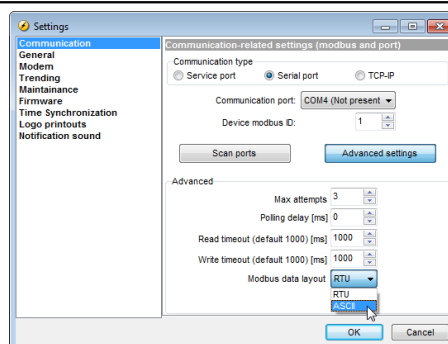 Settings
Communication
General
Modem
Trending
Maintainance
Firmware
Time Synchronization
Logo printouts
Notification sound
Communication-related settings (modbus and port)
Communication type
Service port Serial port TCP-IP
Communication port: COM4 (Not present
Device modbus ID: 1
Scan ports Advanced settings
Advanced
Max attempts 3
Polling delay [ms] 0
Read timeout (default 1000) [ms] 1000
Write timeout (default 1000) [ms] 1000
Modbus data layout RTU
RTU
ASCII
OK Cancel